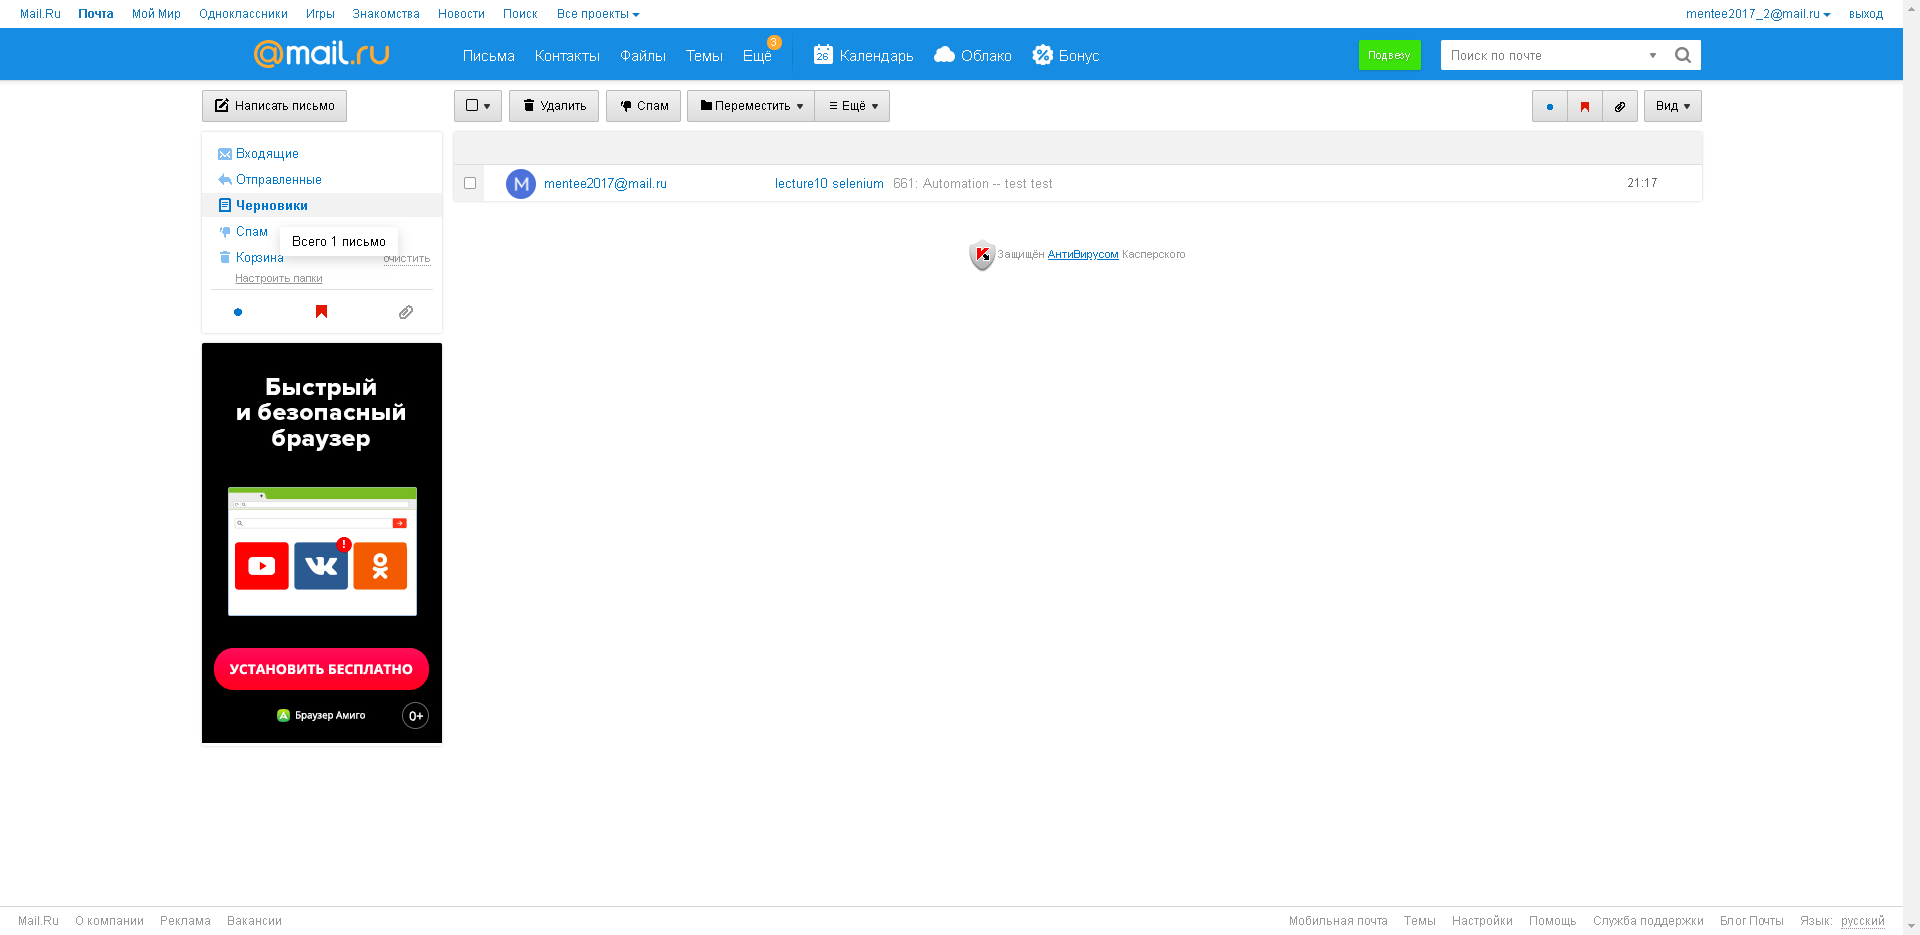 Mail.Ru Почта Мой Мир Одноклассники Игры Знакомства Новости Поиск Все проекты mentee2017_2@mail.ru выход
@mail.ru Письма Контакты Файлы Темы Ещё 3 26 Календарь Облако Бонус Подвезу Поиск по почте
Написать письмо Удалить Спам Переместить Ещё Вид
Входящие
Отправленные
Черновики
Спам
Всего 1 письмо
Корзина очистить
Настроить папки
M mentee2017@mail.ru lecture10 selenium 661: Automation -- test test 21:17
Защищён АнтиВирусом Касперского
Быстрый
и безопасный
браузер
УСТАНОВИТЬ БЕСПЛАТНО
Браузер Амиго 0+
Mail.Ru О компании Реклама Вакансии Мобильная почта Темы Настройки Помощь Служба поддержки Блог Почты Язык: русский